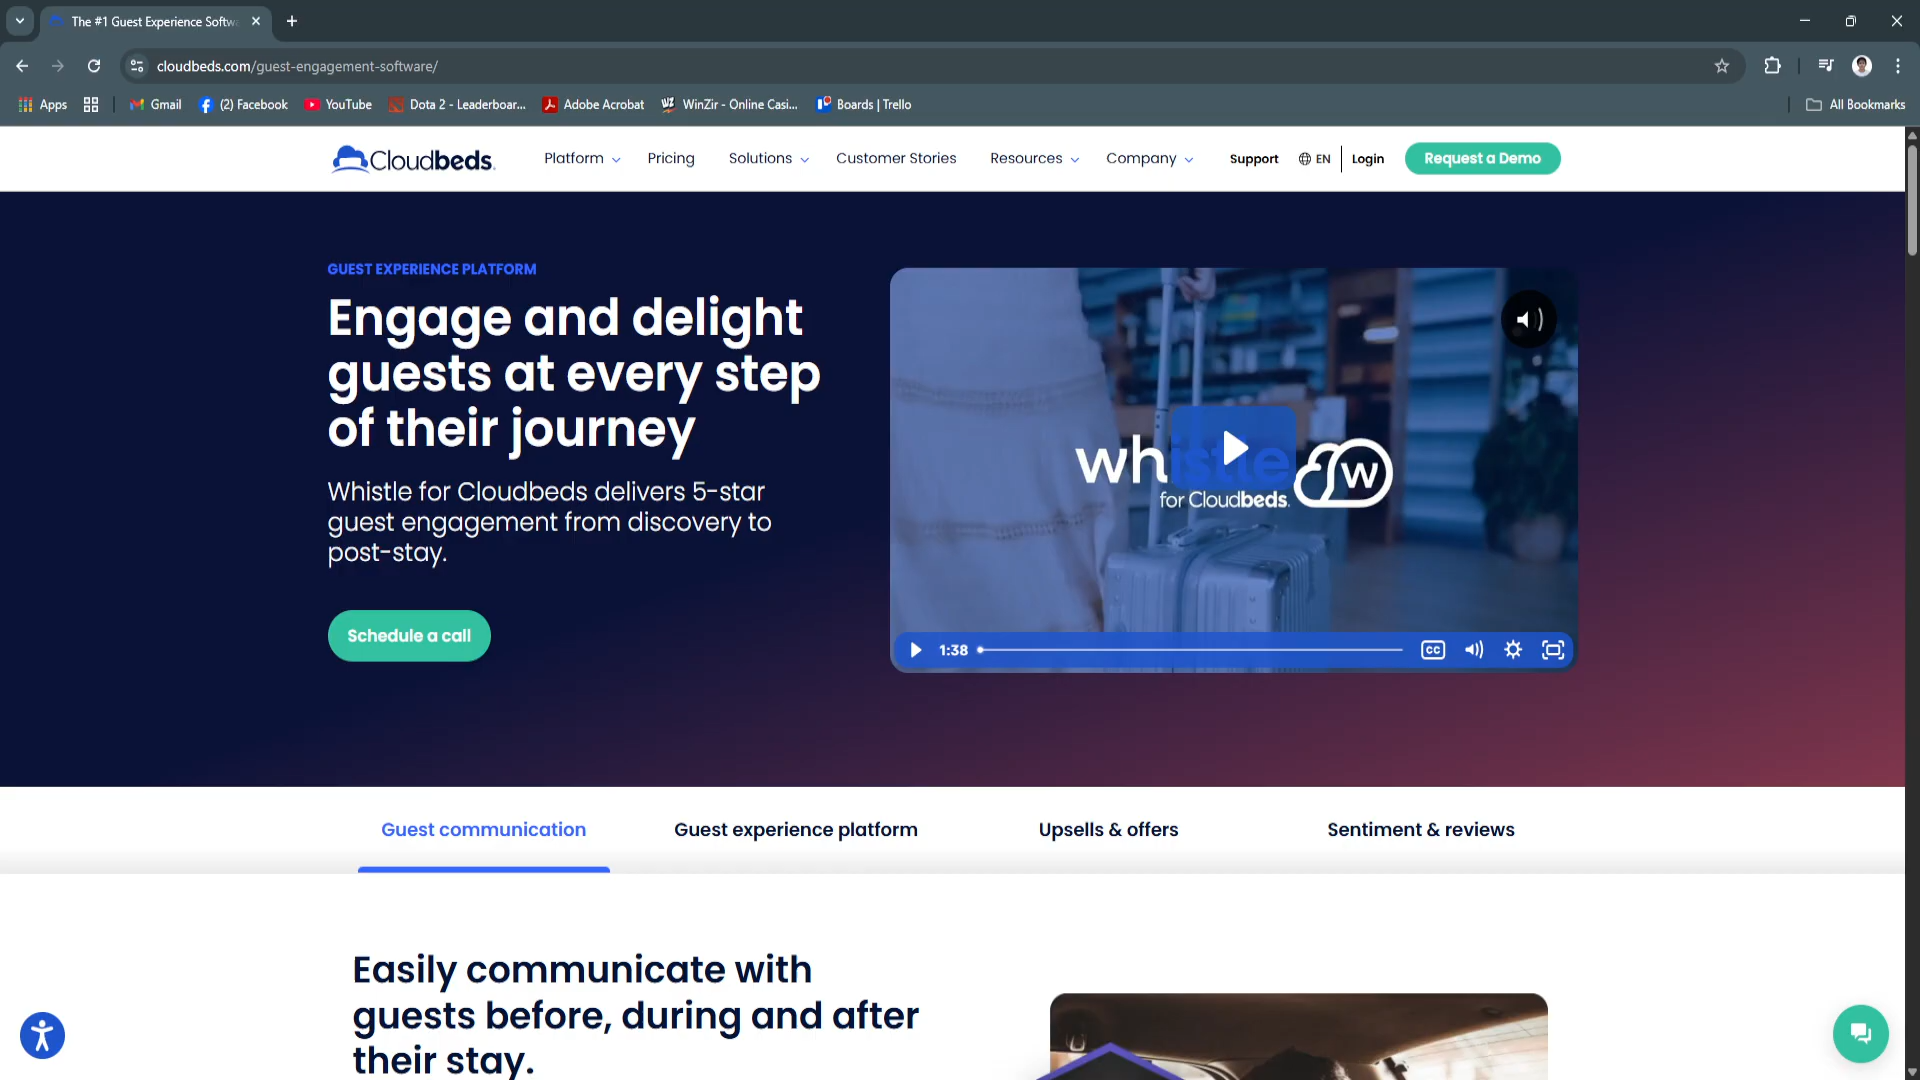 The #1 Guest Experience Softw
cloudbeds.com/guest-engagement-software/
Apps
Gmail
(2) Facebook
YouTube
Dota 2 - Leaderboar...
Adobe Acrobat
WinZir - Online Casi...
Boards | Trello
All Bookmarks
Cloudbeds.
Platform
Pricing
Solutions
Customer Stories
Resources
Company
Support
EN
Login
Request a Demo
GUEST EXPERIENCE PLATFORM
Engage and delight
guests at every step
of their journey
Whistle for Cloudbeds delivers 5-star
guest engagement from discovery to
post-stay.
Schedule a call
whistle
W
for Cloudbeds.
1:38
CC
Guest communication
Guest experience platform
Upsells & offers
Sentiment & reviews
Easily communicate with
guests before, during and after
their stay.